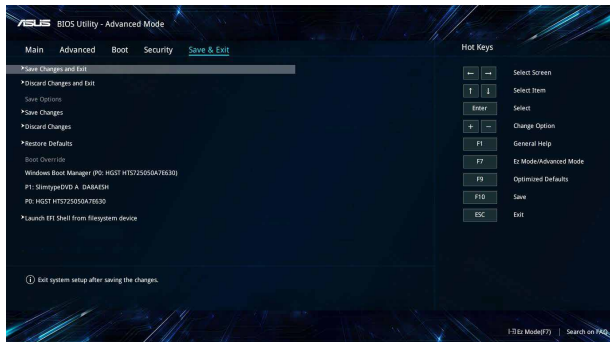 ASUS BIOS Utility - Advanced Mode
Main Advanced Boot Security Save & Exit
Hot Keys
Save Changes and Exit
Discard Changes and Exit
Save Options
Save Changes
Discard Changes
Restore Defaults
Boot Override
Windows Boot Manager (P0: HGST HTS725050A7E630)
P1: SlimtypeDVD A DA8AESH
P0: HGST HTS725050A7E630
Launch EFI Shell from filesystem device
← → Select Screen
↑ ↓ Select Item
Enter Select
+ − Change Option
F1 General Help
F7 Ez Mode/Advanced Mode
F9 Optimized Defaults
F10 Save
ESC Exit
Exit system setup after saving the changes.
Ez Mode(F7) | Search on FAQ